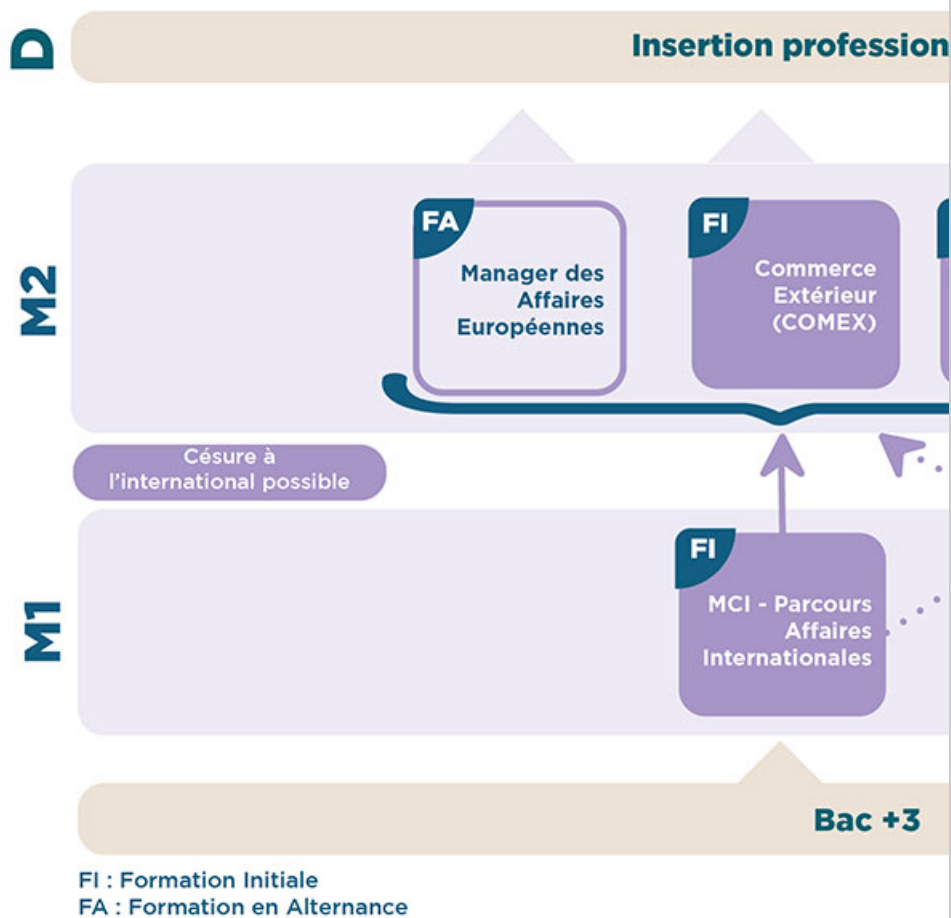 D
Insertion profession
M2
FA
Manager des
Affaires
Européennes
FI
Commerce
Extérieur
(COMEX)
Césure à
l'international possible
M1
FI
MCI - Parcours
Affaires
Internationales
Bac +3
FI : Formation Initiale
FA : Formation en Alternance